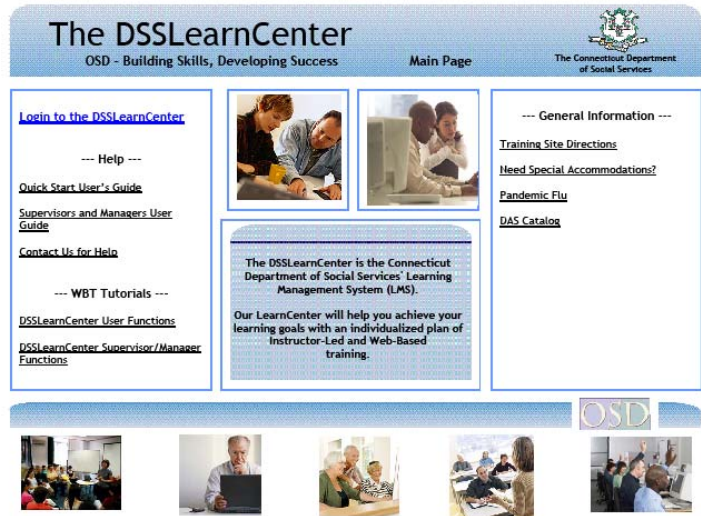 The DSSLearnCenter
OSD - Building Skills, Developing Success
Main Page
The Connecticut Department
of Social Services
Login to the DSSLearnCenter
--- Help ---
Quick Start User's Guide
Supervisors and Managers User
Guide
Contact Us for Help
--- WBT Tutorials ---
DSSLearnCenter User Functions
DSSLearnCenter Supervisor/Manager
Functions
The DSSLearnCenter is the Connecticut
Department of Social Services' Learning
Management System (LMS).
Our LearnCenter will help you achieve your
learning goals with an individualized plan of
Instructor-Led and Web-Based
training.
--- General Information ---
Training Site Directions
Need Special Accommodations?
Pandemic Flu
DAS Catalog
OSD